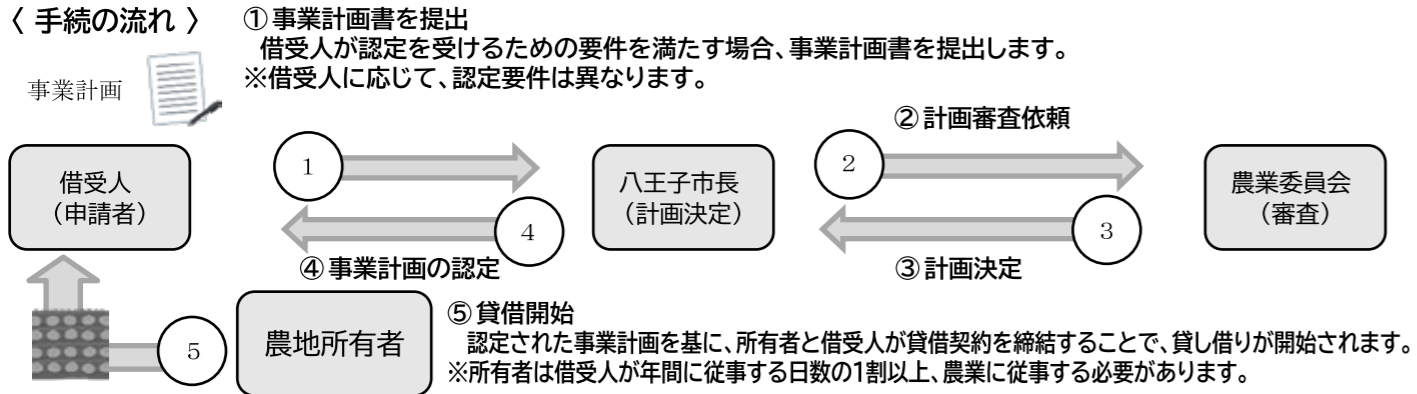 〈 手続の流れ 〉
①事業計画書を提出
借受人が認定を受けるための要件を満たす場合、事業計画書を提出します。
※借受人に応じて、認定要件は異なります。
事業計画
②計画審査依頼
借受人
（申請者）
1
八王子市長
（計画決定）
2
農業委員会
（審査）
4
3
④事業計画の認定
③計画決定
5
農地所有者
⑤貸借開始
認定された事業計画を基に、所有者と借受人が貸借契約を締結することで、貸し借りが開始されます。
※所有者は借受人が年間に従事する日数の1割以上、農業に従事する必要があります。